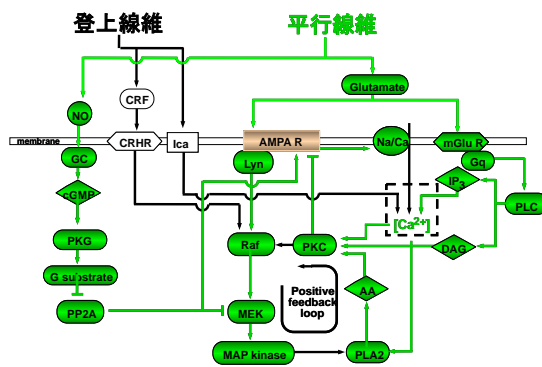 登上線維
平行線維
Glutamate
CRF
NO
membrane
CRHR
Ica
AMPA R
Na/Ca
mGlu R
GC
Lyn
Gq
cGMP
IP3
PLC
[Ca2+]
PKG
Raf
PKC
DAG
G substrate
AA
Positive
feedback
loop
PP2A
MEK
MAP kinase
PLA2